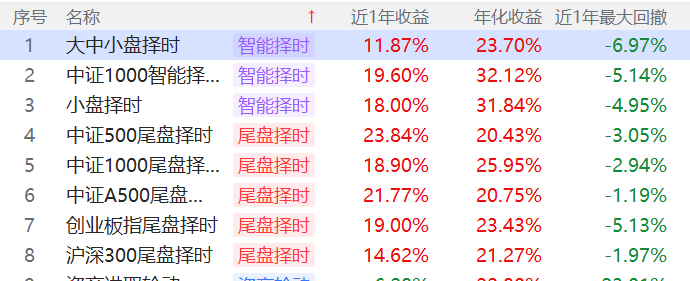 序号 名称 ↑ 近1年收益 年化收益 近1年最大回撤
1 大中小盘择时 智能择时 11.87% 23.70% -6.97%
2 中证1000智能择... 智能择时 19.60% 32.12% -5.14%
3 小盘择时 智能择时 18.00% 31.84% -4.95%
4 中证500尾盘择时 尾盘择时 23.84% 20.43% -3.05%
5 中证1000尾盘择... 尾盘择时 18.90% 25.95% -2.94%
6 中证A500尾盘... 尾盘择时 21.77% 20.75% -1.19%
7 创业板指尾盘择时 尾盘择时 19.00% 23.43% -5.13%
8 沪深300尾盘择时 尾盘择时 14.62% 21.27% -1.97%